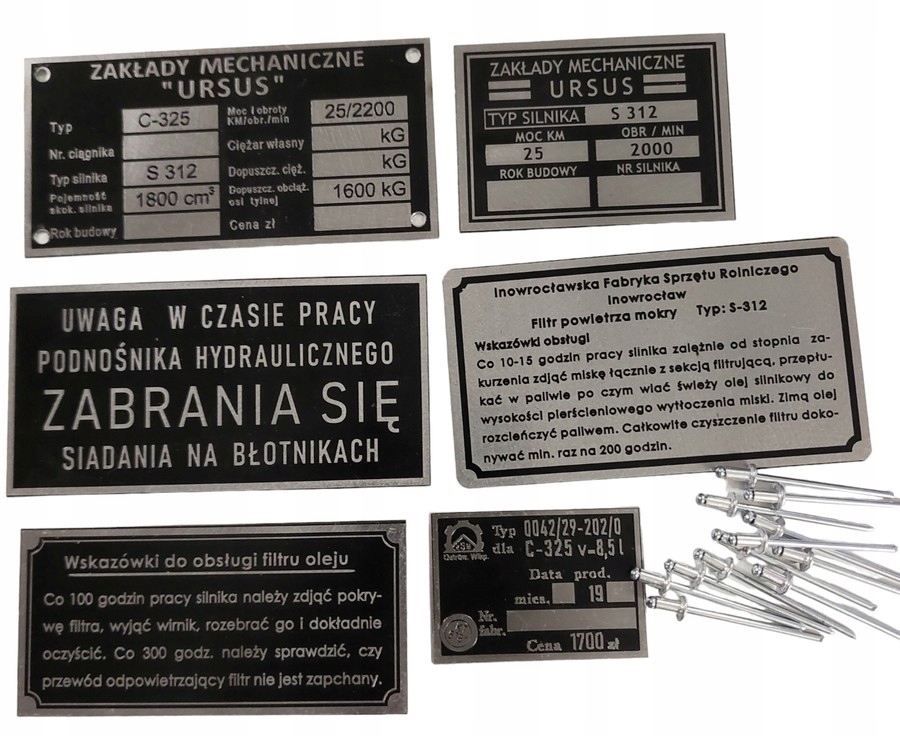 ZAKŁADY MECHANICZNE
"URSUS"
Typ C-325
Moc i obroty
KM/obr./min 25/2200
Nr. ciągnika
Ciężar własny kG
Typ silnika S 312
Dopuszcz. cięż. kG
Pojemność
skok. silnika 1800 cm³
Dopuszcz. obciąż.
osi tylnej 1600 kG
Rok budowy
Cena zł
ZAKŁADY MECHANICZNE
URSUS
TYP SILNIKA S 312
MOC KM OBR / MIN
25 2000
ROK BUDOWY NR SILNIKA
UWAGA W CZASIE PRACY
PODNOŚNIKA HYDRAULICZNEGO
ZABRANIA SIĘ
SIADANIA NA BŁOTNIKACH
Inowrocławska Fabryka Sprzętu Rolniczego
Inowrocław
Filtr powietrza mokry Typ: S-312
Wskazówki obsługi
Co 10-15 godzin pracy silnika zależnie od stopnia za-
kurzenia zdjąć miskę łącznie z sekcją filtrującą, przepłu-
kać w paliwie po czym wlać świeży olej silnikowy do
wysokości pierścieniowego wytłoczenia miski. Zimą olej
rozcieńczyć paliwem. Całkowite czyszczenie filtru doko-
nywać min. raz na 200 godzin.
Wskazówki do obsługi filtru oleju
Co 100 godzin pracy silnika należy zdjąć pokry-
wę filtra, wyjąć wirnik, rozebrać go i dokładnie
oczyścić. Co 300 godz. należy sprawdzić, czy
przewód odpowietrzający filtr nie jest zapchany.
Ostrów. Wlkp.
Typ 0042/29-202/0
dla C-325 v=8,5 l
Data prod.
mies. 19
Nr.
fabr.
Cena 1700 zł